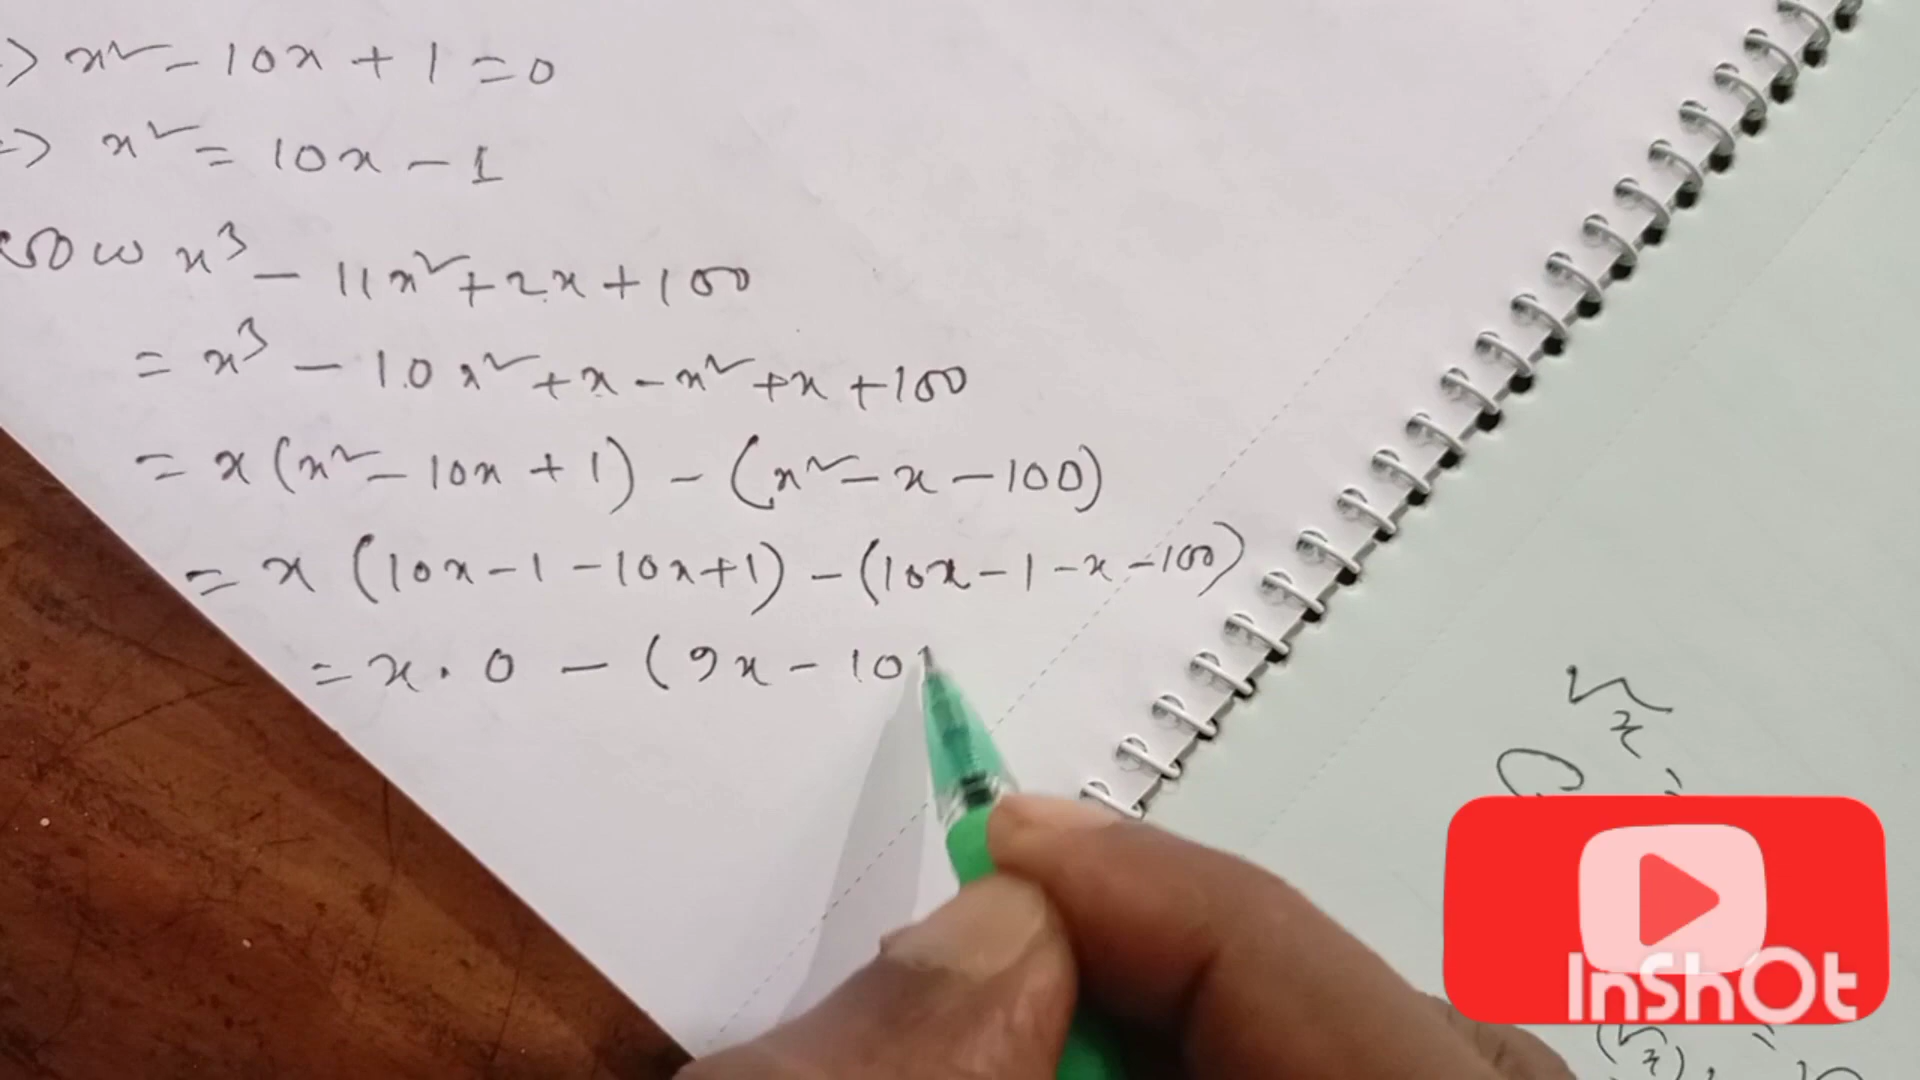 => x² - 10x + 1 = 0
=> x² = 10x - 1
Now x³ - 11x² + 2x + 100
= x³ - 10x² + x - x² + x + 100
= x (x² - 10x + 1) - (x² - x - 100)
= x (10x - 1 - 10x + 1) - (10x - 1 - x - 100)
= x . 0 - (9x - 101
√x
InShOt